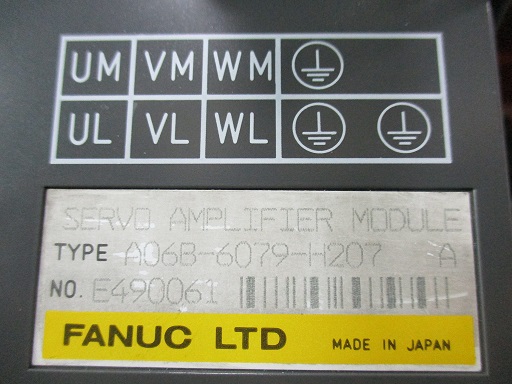 UM VM WM
UL VL WL
SERVO AMPLIFIER MODULE
TYPE A06B-6079-H207 A
NO. E490061
FANUC LTD MADE IN JAPAN